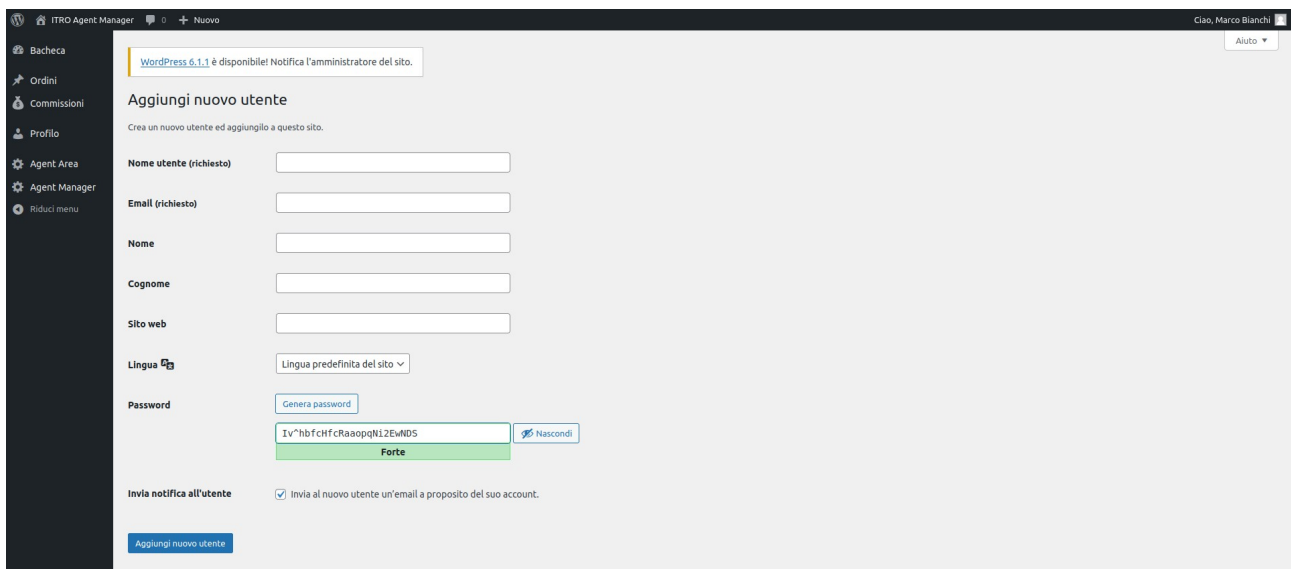 ITRO Agent Manager 0 + Nuovo Ciao, Marco Bianchi
Aiuto ▼
Bacheca
Ordini
Commissioni
Profilo
Agent Area
Agent Manager
Riduci menu
WordPress 6.1.1 è disponibile! Notifica l'amministratore del sito.
Aggiungi nuovo utente
Crea un nuovo utente ed aggiungilo a questo sito.
Nome utente (richiesto)
Email (richiesto)
Nome
Cognome
Sito web
Lingua Lingua predefinita del sito
Password Genera password
Iv^hbfcHfcRaaopqNi2EwNDS Nascondi
Forte
Invia notifica all'utente Invia al nuovo utente un'email a proposito del suo account.
Aggiungi nuovo utente